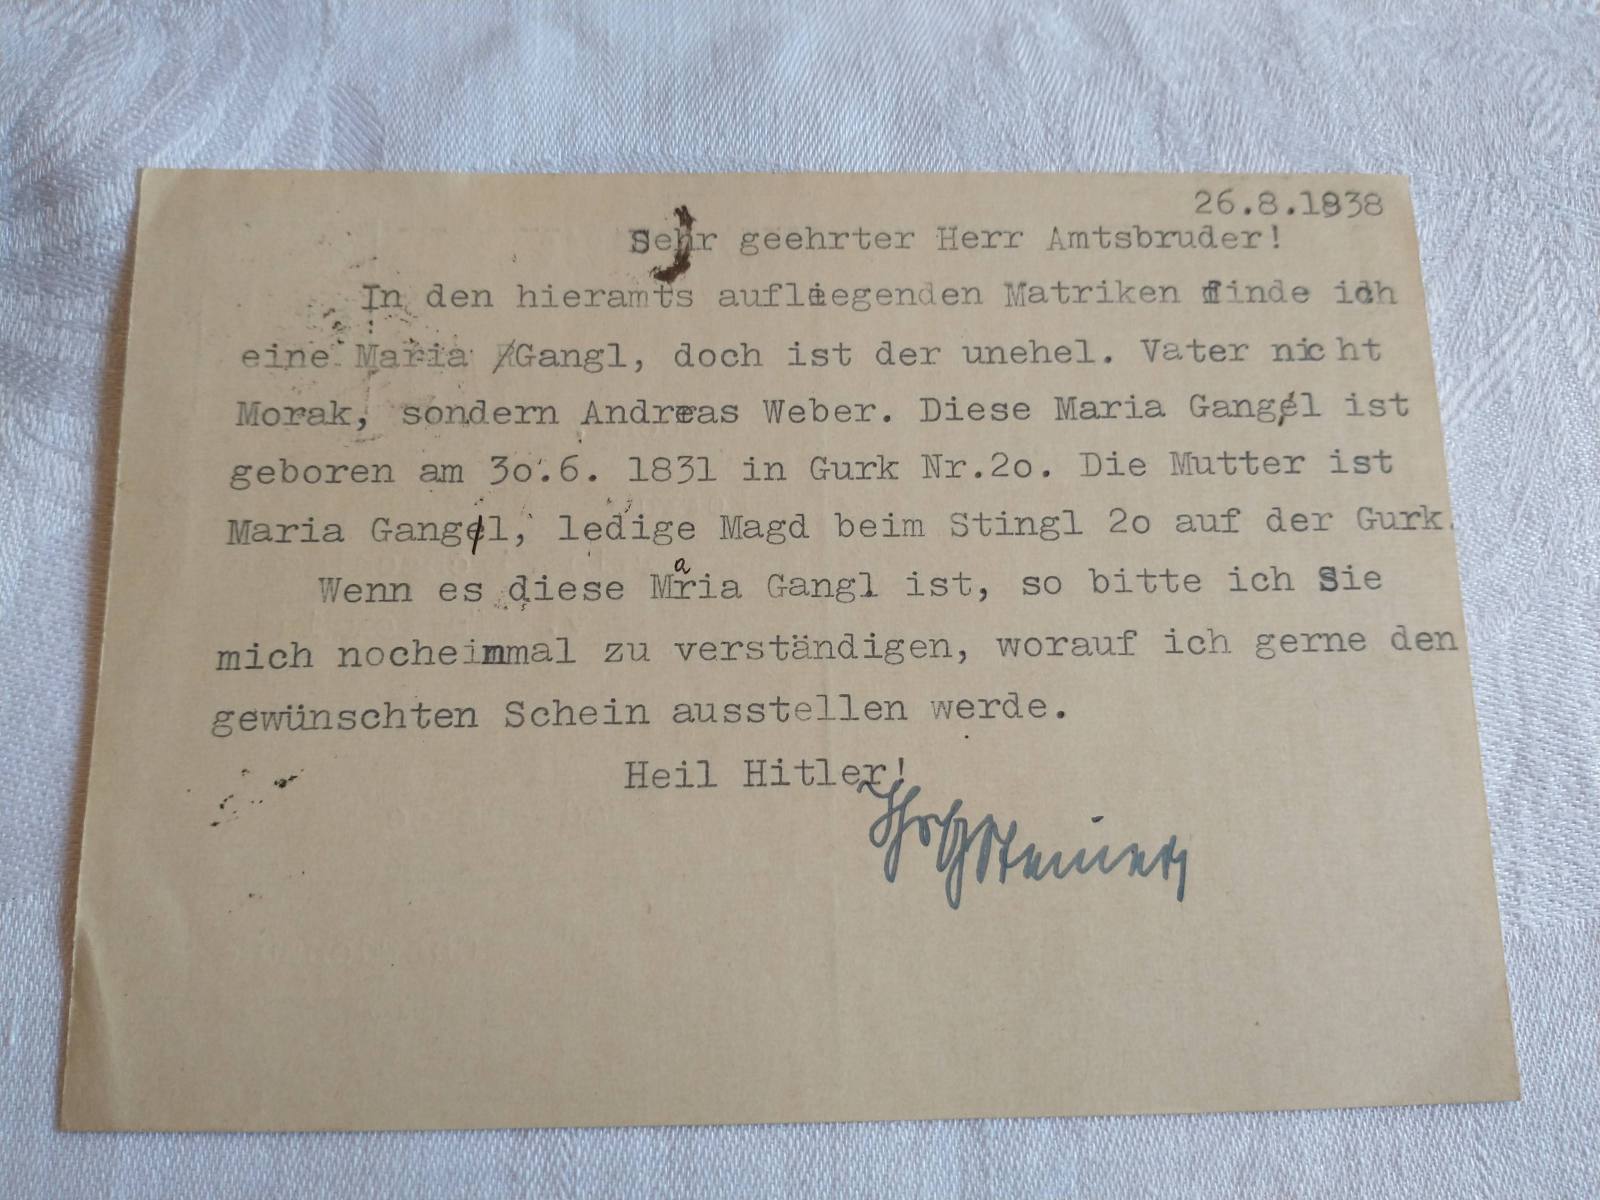 26.8.1938
Sehr geehrter Herr Amtsbruder!
In den hieramts aufliegenden Matriken finde ich
eine Maria Gangl, doch ist der unehel. Vater nicht
Morak, sondern Andreas Weber. Diese Maria Gangl ist
geboren am 3o.6. 1831 in Gurk Nr.2o. Die Mutter ist
Maria Gangl, ledige Magd beim Stingl 2o auf der Gurk.
Wenn es diese Maria Gangl ist, so bitte ich Sie
mich nocheinmal zu verständigen, worauf ich gerne den
gewünschten Schein ausstellen werde.
Heil Hitler!